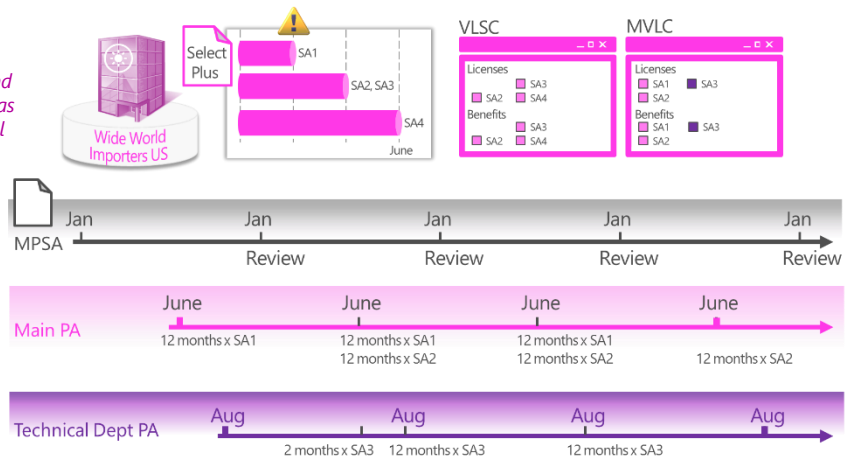 nd
as
l
Wide World
Importers US
Select
Plus
SA1
SA2, SA3
SA4
June
VLSC
Licenses
SA3
SA2 SA4
Benefits
SA3
SA2 SA4
MVLC
Licenses
SA1 SA3
SA2
Benefits
SA1 SA3
SA2
MPSA
Jan Jan Jan Jan Jan
Review Review Review Review
Main PA
June June June June
12 months x SA1 12 months x SA1 12 months x SA1
12 months x SA2 12 months x SA2 12 months x SA2
Technical Dept PA
Aug Aug Aug Aug
2 months x SA3 12 months x SA3 12 months x SA3